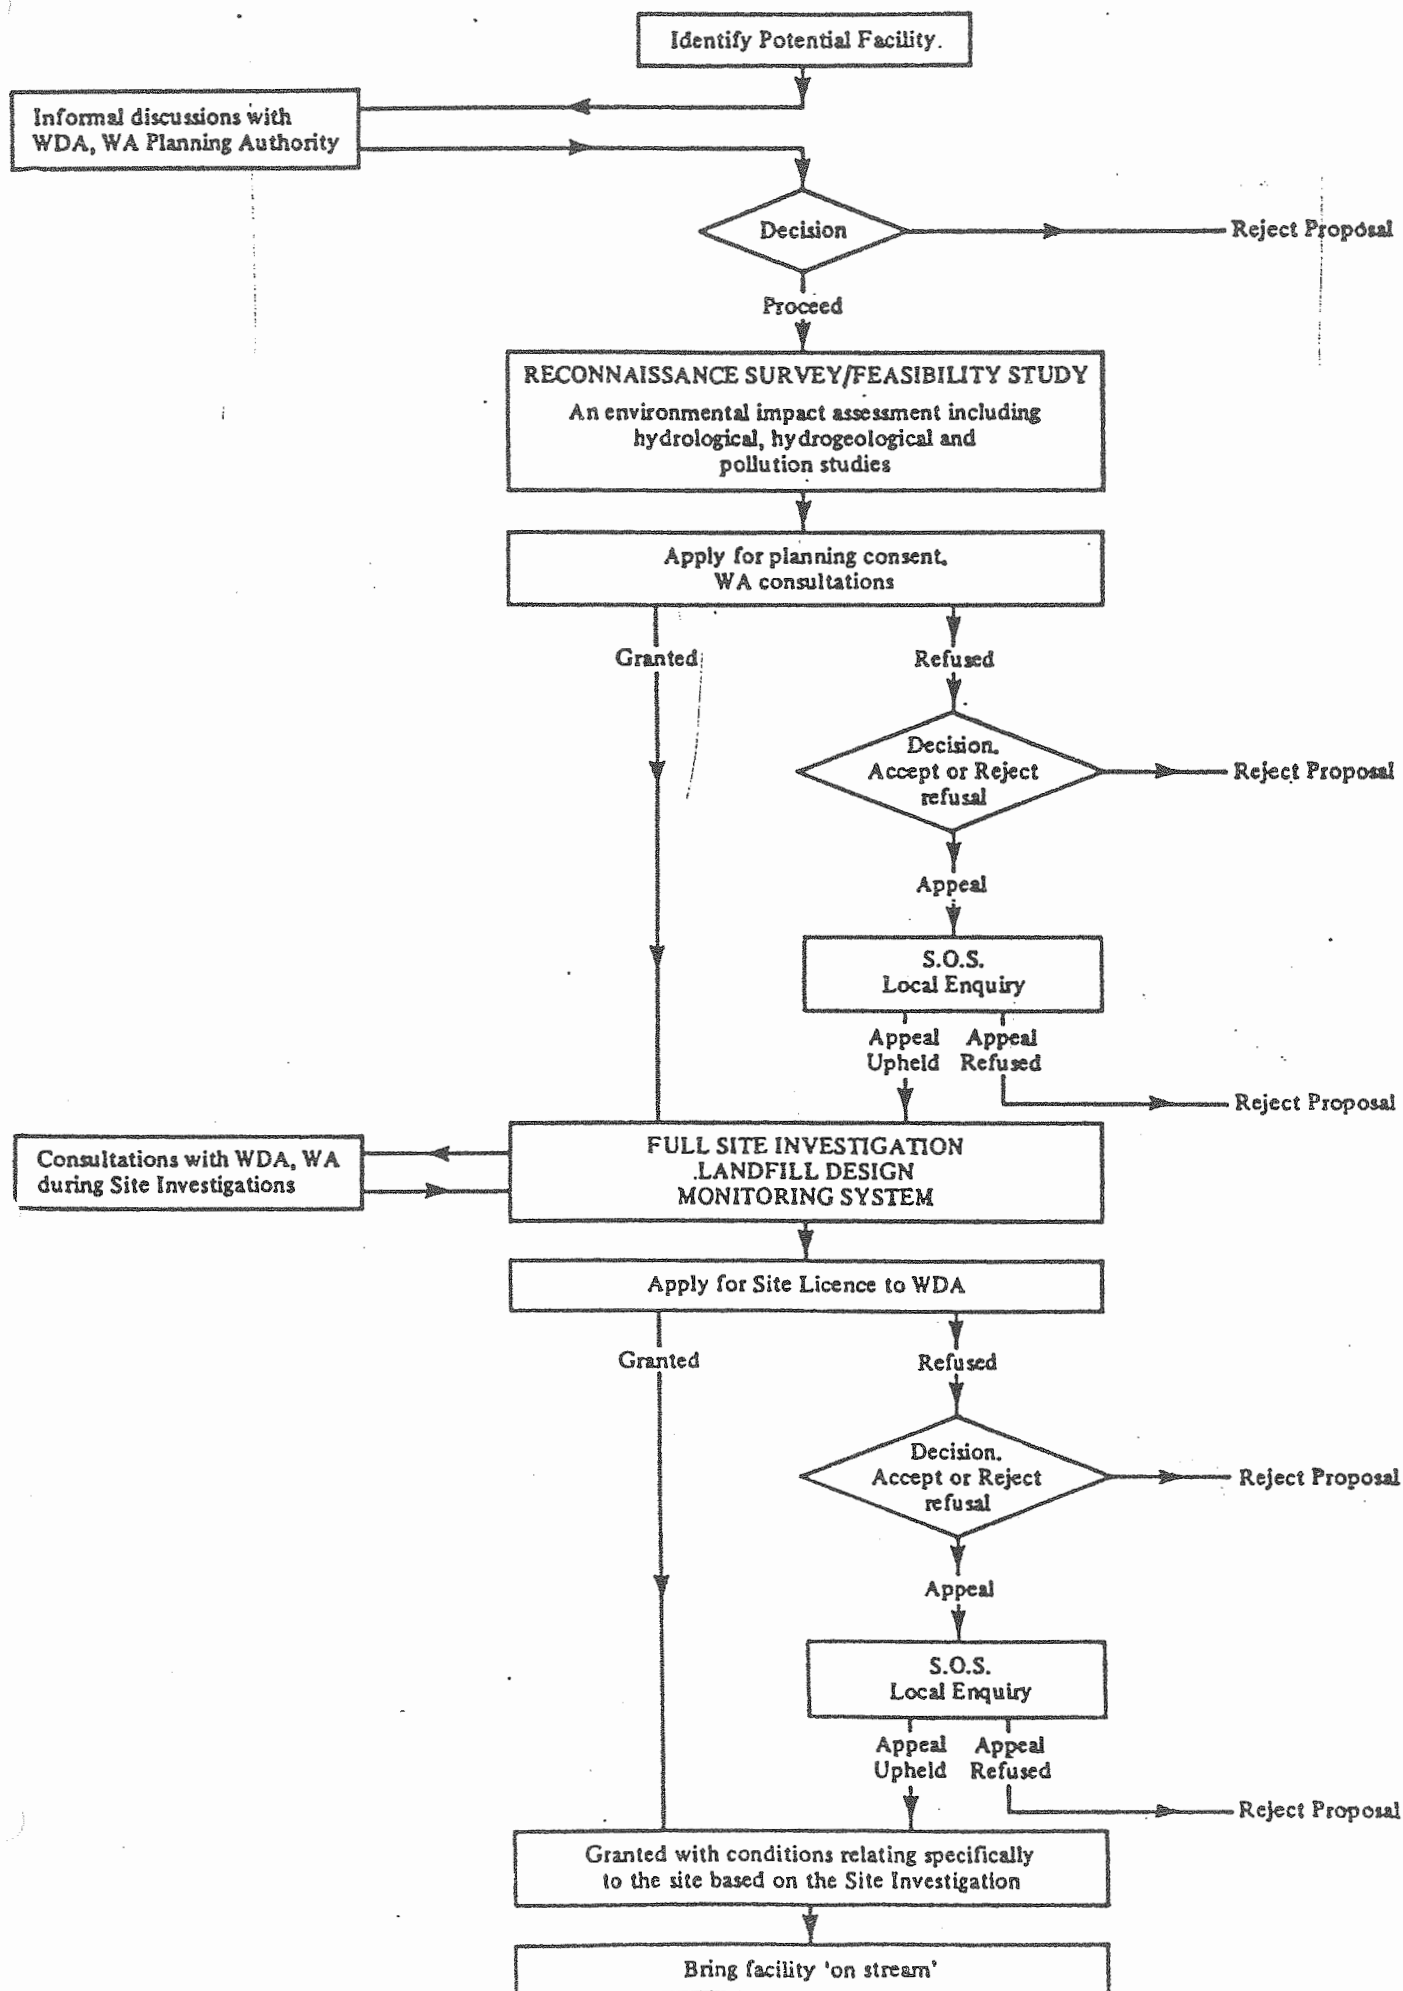 Identify Potential Facility.
Informal discussions with
WDA, WA Planning Authority
Decision
Reject Proposal
Proceed
RECONNAISSANCE SURVEY/FEASIBILITY STUDY
An environmental impact assessment including
hydrological, hydrogeological and
pollution studies
Apply for planning consent.
WA consultations
Granted
Refused
Decision.
Accept or Reject
refusal
Reject Proposal
Appeal
S.O.S.
Local Enquiry
Appeal
Upheld
Appeal
Refused
Reject Proposal
Consultations with WDA, WA
during Site Investigations
FULL SITE INVESTIGATION
LANDFILL DESIGN
MONITORING SYSTEM
Apply for Site Licence to WDA
Granted
Refused
Decision.
Accept or Reject
refusal
Reject Proposal
Appeal
S.O.S.
Local Enquiry
Appeal
Upheld
Appeal
Refused
Reject Proposal
Granted with conditions relating specifically
to the site based on the Site Investigation
Bring facility 'on stream'